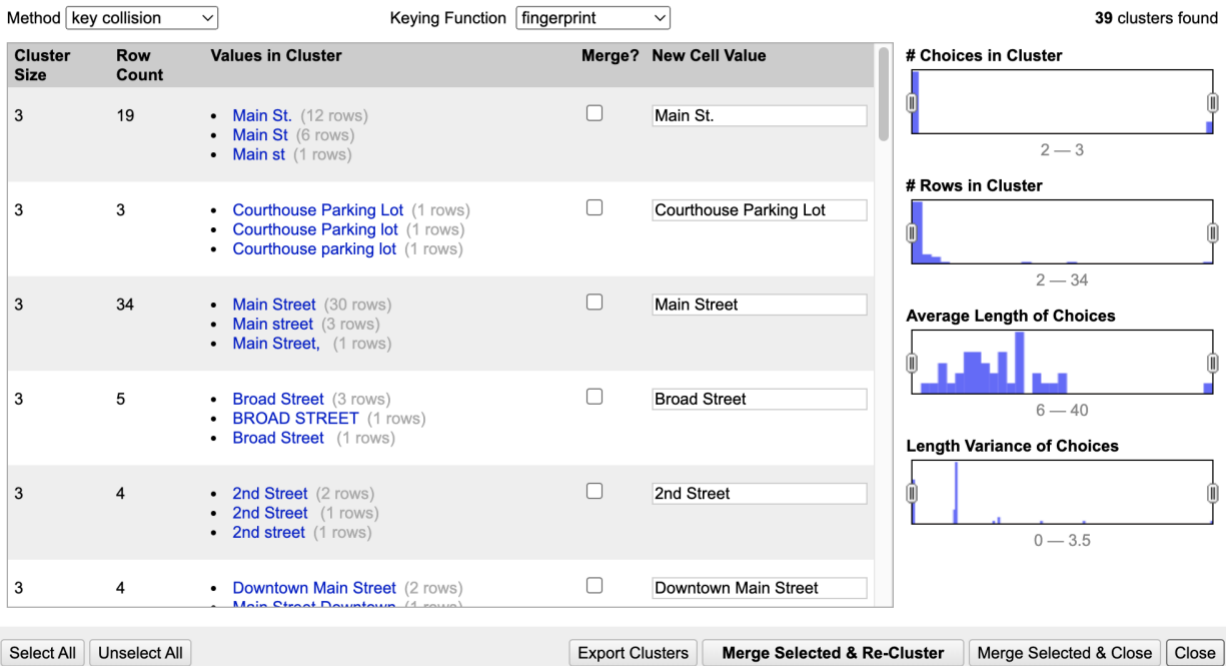 Method key collision Keying Function fingerprint 39 clusters found
Cluster Size Row Count Values in Cluster Merge? New Cell Value
3 19 • Main St. (12 rows) Main St.
• Main St (6 rows)
• Main st (1 rows)
3 3 • Courthouse Parking Lot (1 rows) Courthouse Parking Lot
• Courthouse Parking lot (1 rows)
• Courthouse parking lot (1 rows)
3 34 • Main Street (30 rows) Main Street
• Main street (3 rows)
• Main Street, (1 rows)
3 5 • Broad Street (3 rows) Broad Street
• BROAD STREET (1 rows)
• Broad Street (1 rows)
3 4 • 2nd Street (2 rows) 2nd Street
• 2nd Street (1 rows)
• 2nd street (1 rows)
3 4 • Downtown Main Street (2 rows) Downtown Main Street
• Main Street Downtown (1 rows)
# Choices in Cluster
2 — 3
# Rows in Cluster
2 — 34
Average Length of Choices
6 — 40
Length Variance of Choices
0 — 3.5
Select All Unselect All Export Clusters Merge Selected & Re-Cluster Merge Selected & Close Close